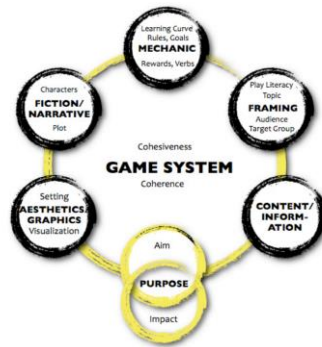 Learning Curve
Rules, Goals
MECHANIC
Rewards, Verbs
Characters
FICTION/
NARRATIVE
Plot
Play Literacy
Topic
FRAMING
Audience
Target Group
Cohesiveness
GAME SYSTEM
Coherence
Setting
AESTHETICS/
GRAPHICS
Visualization
CONTENT/
INFORM-
ATION
Aim
PURPOSE
Impact